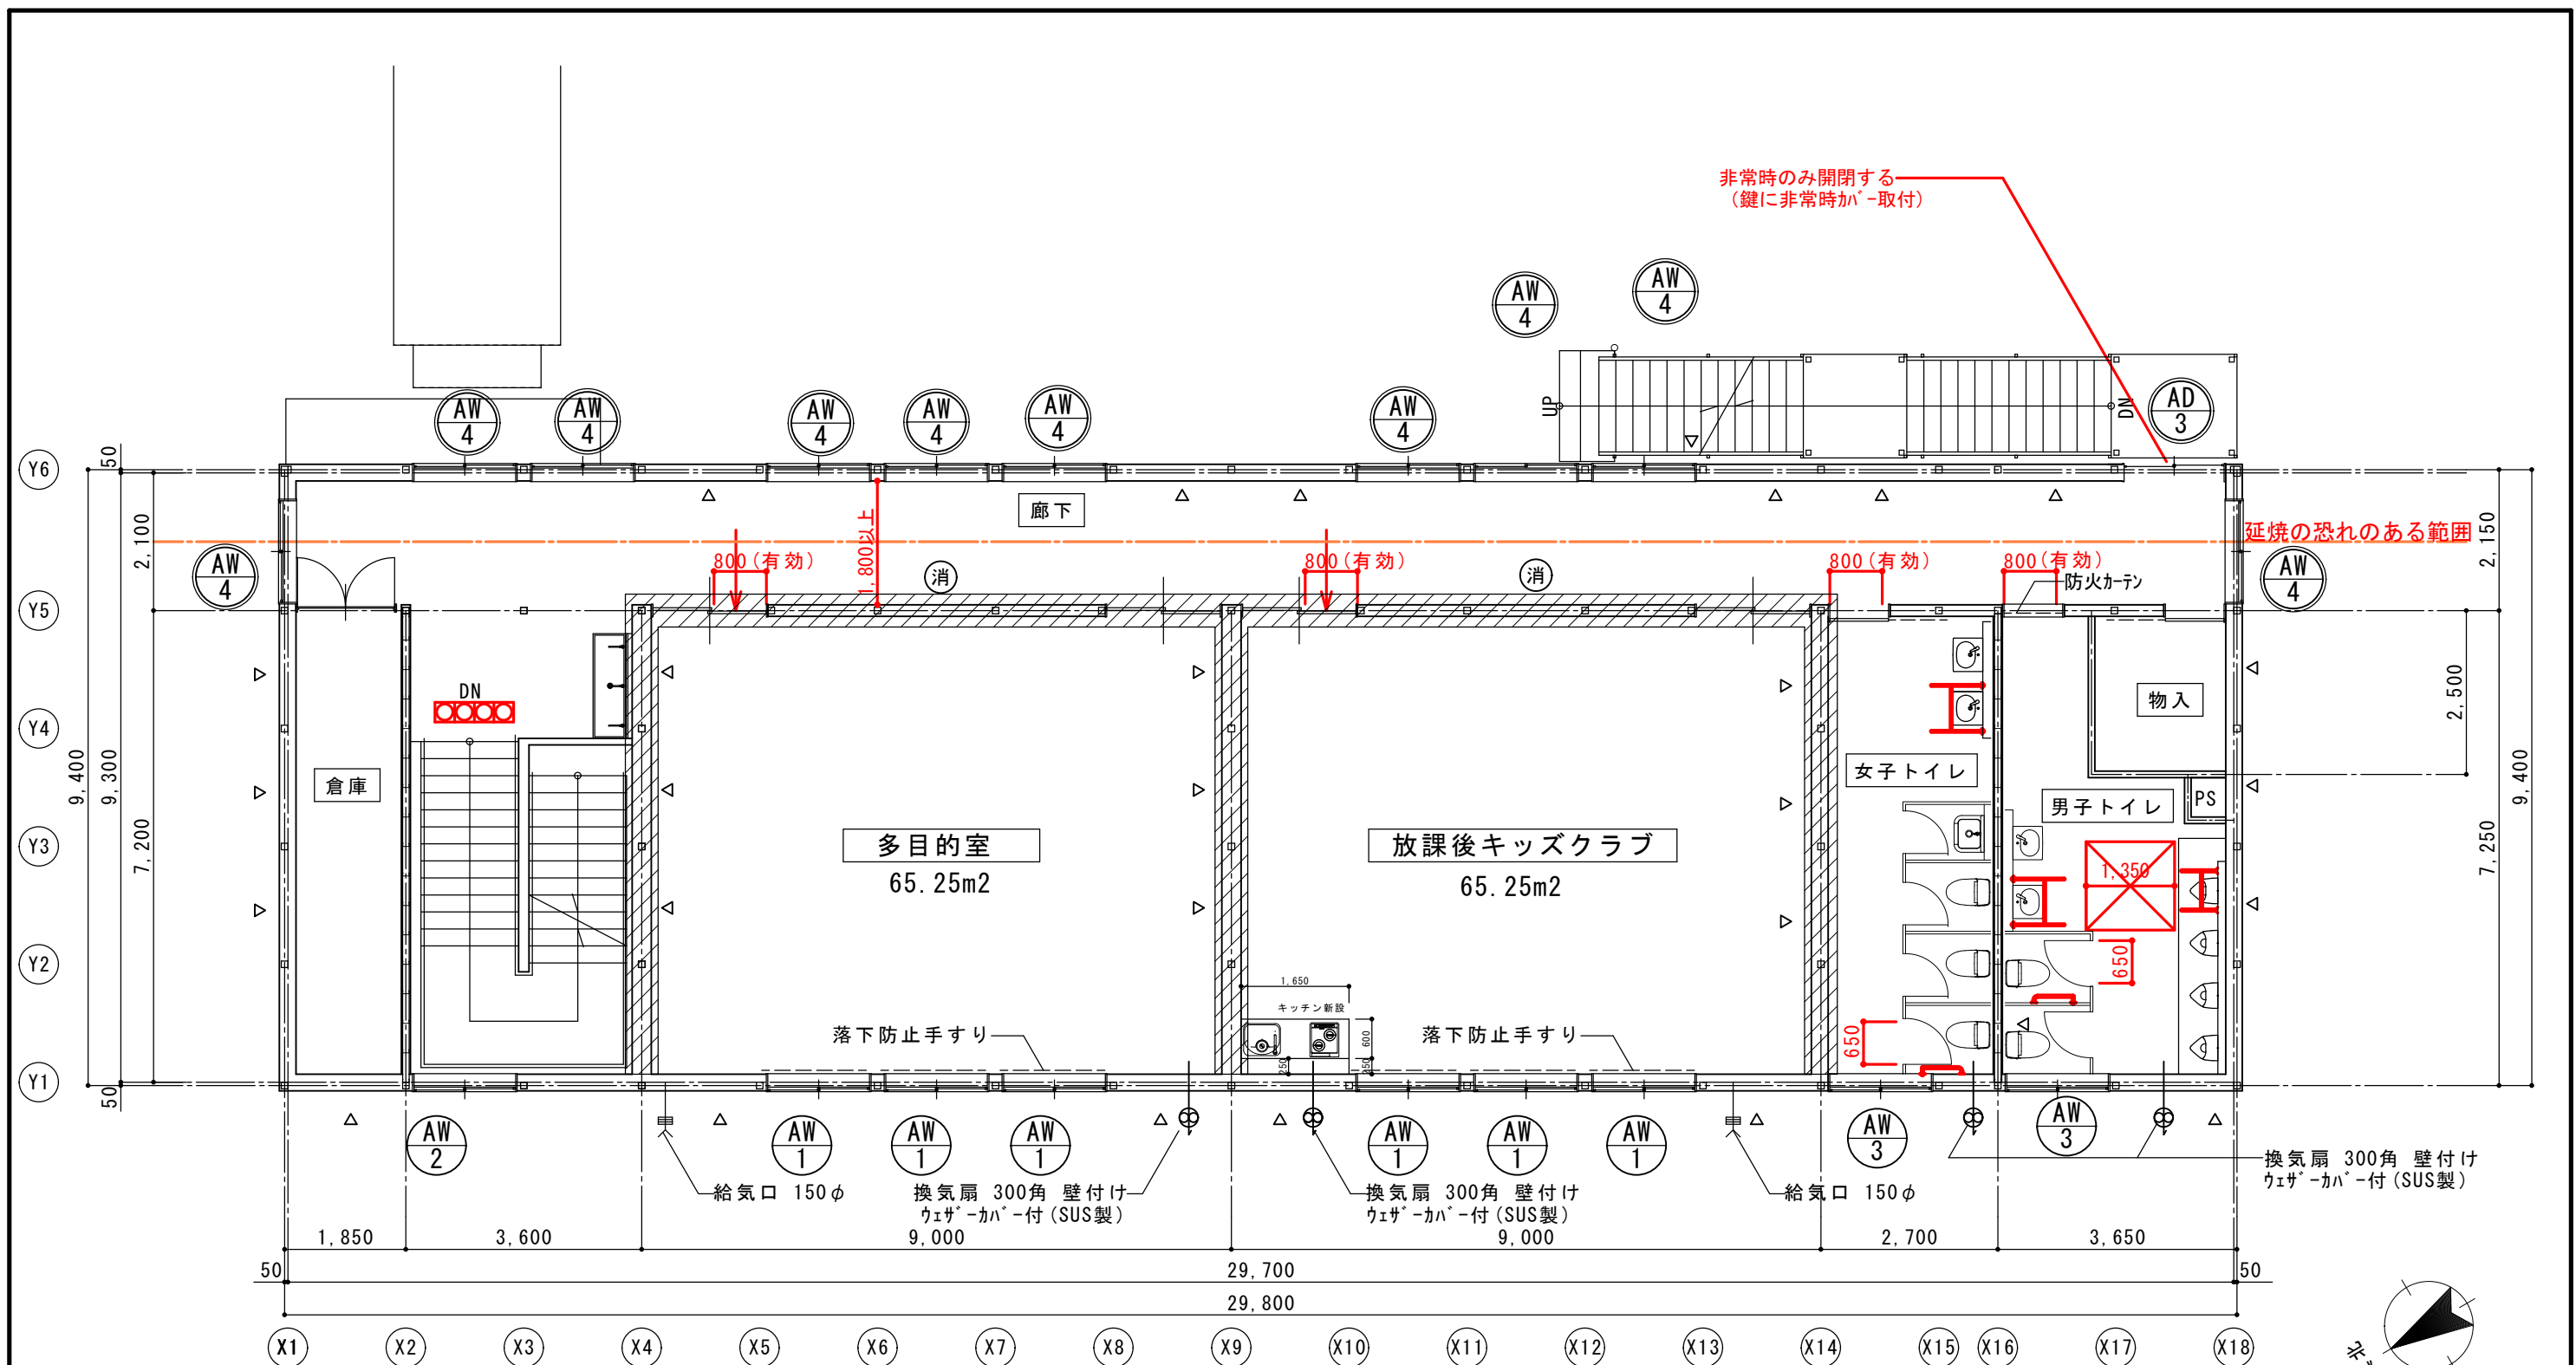 非常時のみ開閉する
(鍵に非常時ｶﾊﾞｰ取付)
AW
4
AW
4
AW
4
AW
4
AW
4
AW
4
AW
4
AW
4
UP
DN
AD
3
Y6
50
廊下
2,100
1,800以上
2,150
延焼の恐れのある範囲
AW
4
800(有効)
消
800(有効)
消
800(有効)
800(有効)
防火ｶｰﾃﾝ
AW
4
Y5
DN
物入
2,500
Y4
9,400
9,300
倉庫
女子トイレ
PS
9,400
男子トイレ
Y3
7,200
多目的室
65.25m2
放課後キッズクラブ
65.25m2
1,350
7,250
Y2
650
1,650
キッチン新設
落下防止手すり
600
250
350
落下防止手すり
650
Y1
50
AW
2
AW
1
AW
1
AW
1
AW
1
AW
1
AW
1
AW
3
AW
3
給気口 150φ
換気扇 300角 壁付け
ｳｪｻﾞｰｶﾊﾞｰ付(SUS製)
換気扇 300角 壁付け
ｳｪｻﾞｰｶﾊﾞｰ付(SUS製)
給気口 150φ
換気扇 300角 壁付け
ｳｪｻﾞｰｶﾊﾞｰ付(SUS製)
1,850
3,600
9,000
9,000
2,700
3,650
50
29,700
50
29,800
X1
X2
X3
X4
X5
X6
X7
X8
X9
X10
X11
X12
X13
X14
X15
X16
X17
X18
北